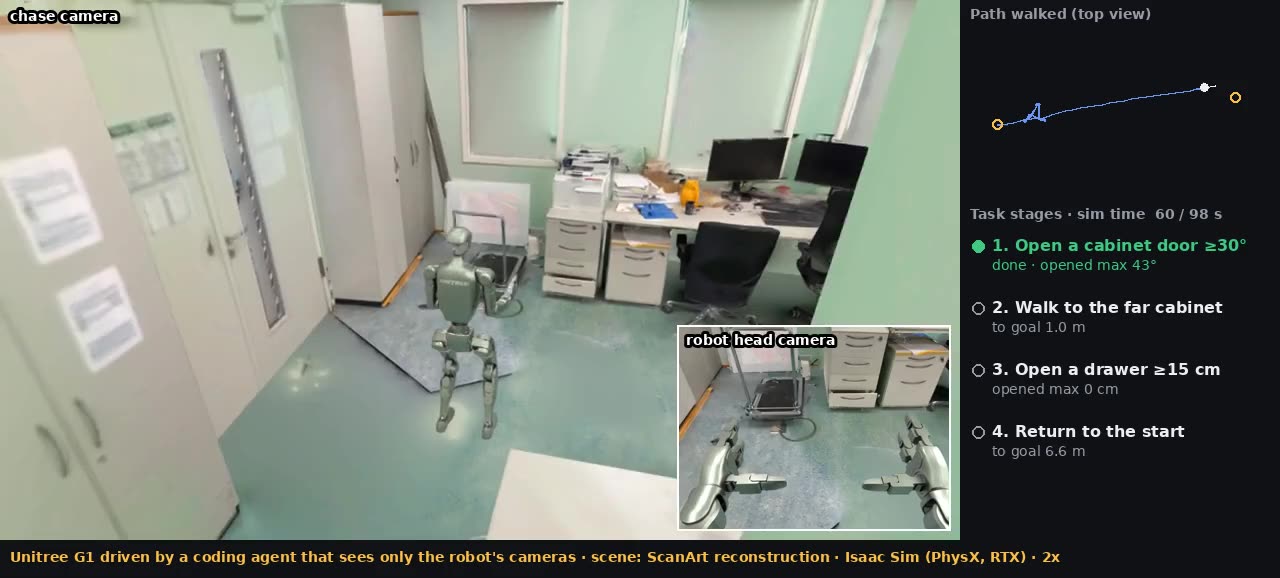 chase camera
Path walked (top view)
Task stages · sim time 60 / 98 s
1. Open a cabinet door ≥30°
done · opened max 43°
2. Walk to the far cabinet
to goal 1.0 m
3. Open a drawer ≥15 cm
opened max 0 cm
4. Return to the start
to goal 6.6 m
robot head camera
Unitree G1 driven by a coding agent that sees only the robot's cameras · scene: ScanArt reconstruction · Isaac Sim (PhysX, RTX) · 2x